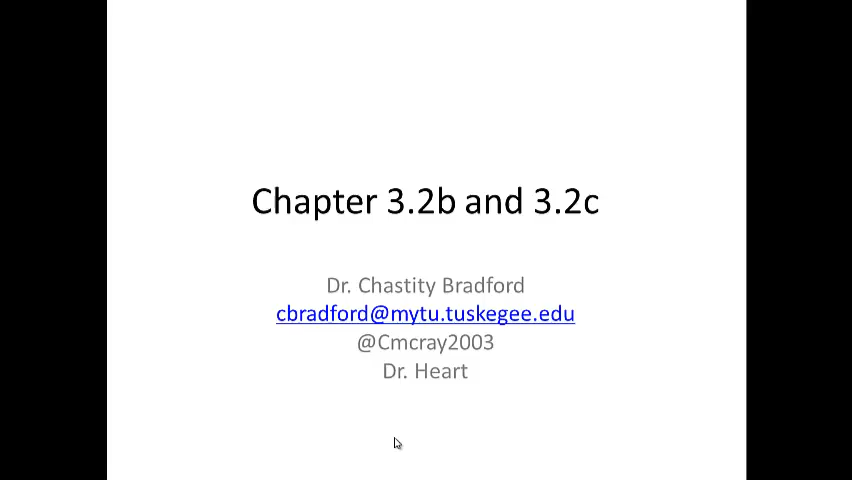 Chapter 3.2b and 3.2c
Dr. Chastity Bradford
cbradford@mytu.tuskegee.edu
@Cmcray2003
Dr. Heart